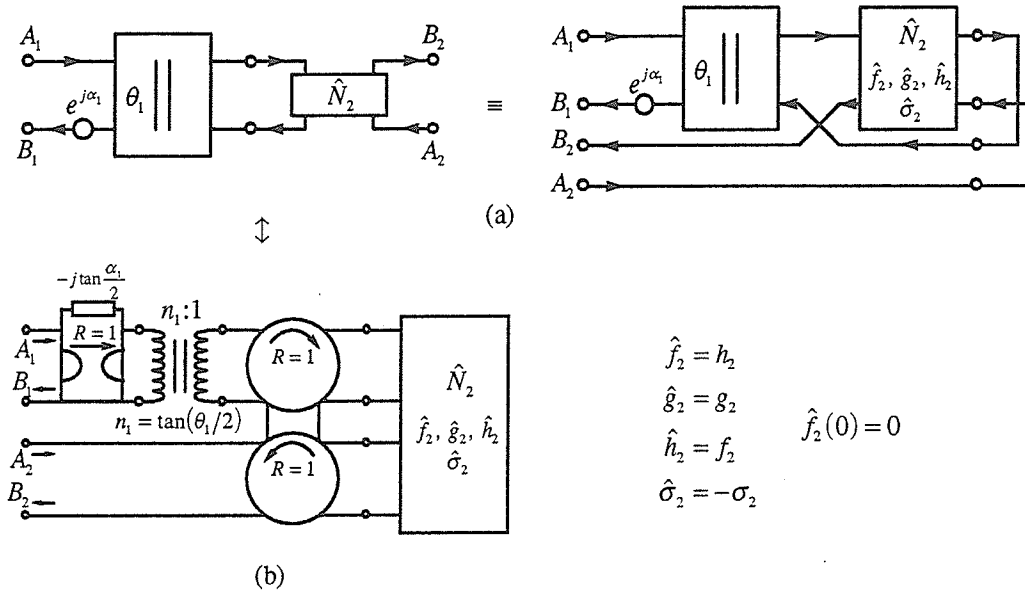 A₁
B₂
e^{jα₁}
θ₁
N̂₂
B₁
A₂
≡
A₁
N̂₂
θ₁
e^{jα₁}
f̂₂, ĝ₂, ĥ₂
B₁
σ̂₂
B₂
A₂
(a)
↕
−j tan α₁/2
n₁:1
R = 1
A₁
R = 1
N̂₂
B₁
n₁ = tan(θ₁/2)
f̂₂, ĝ₂, ĥ₂
A₂
R = 1
σ̂₂
B₂
f̂₂ = h₂
ĝ₂ = g₂
f̂₂(0) = 0
ĥ₂ = f₂
σ̂₂ = −σ₂
(b)